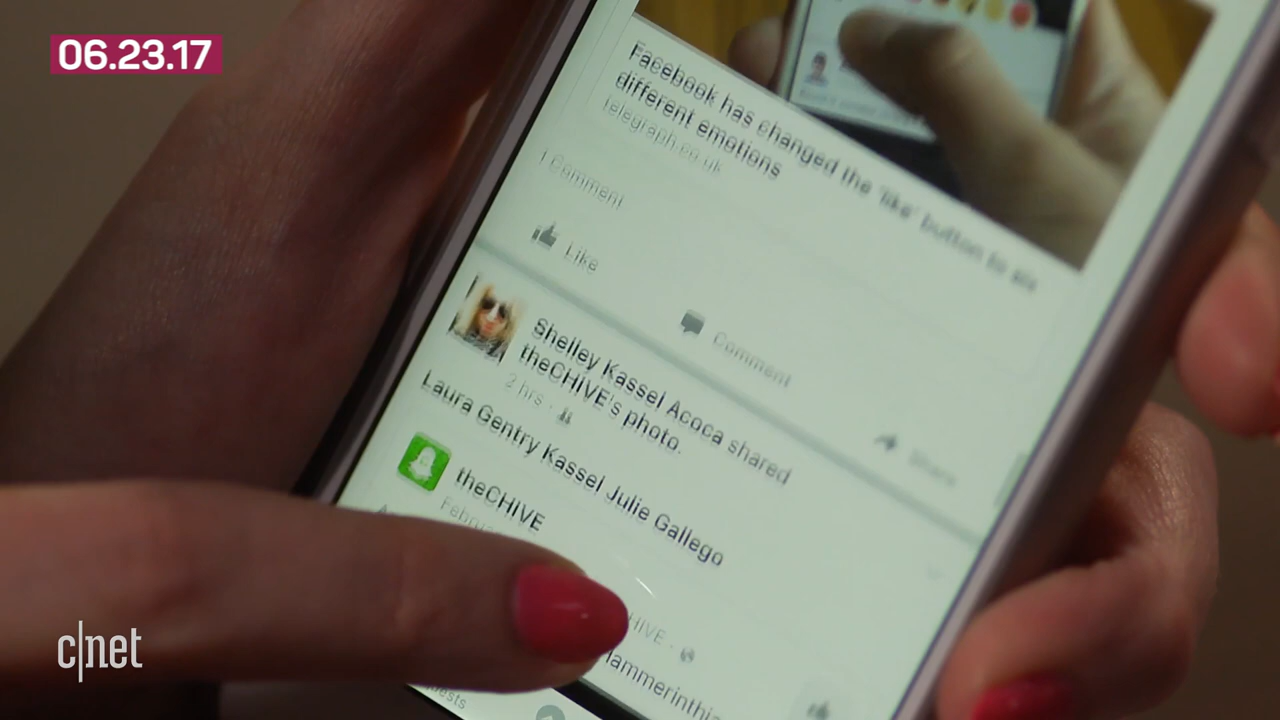 06.23.17
Facebook has changed the 'like' button to six
different emotions
telegraph.co.uk
1 Comment
Like
Comment
Share
Shelley Kassel Acoca shared
theCHIVE's photo.
2 hrs ·
Laura Gentry Kassel Julie Gallego
theCHIVE
c|net